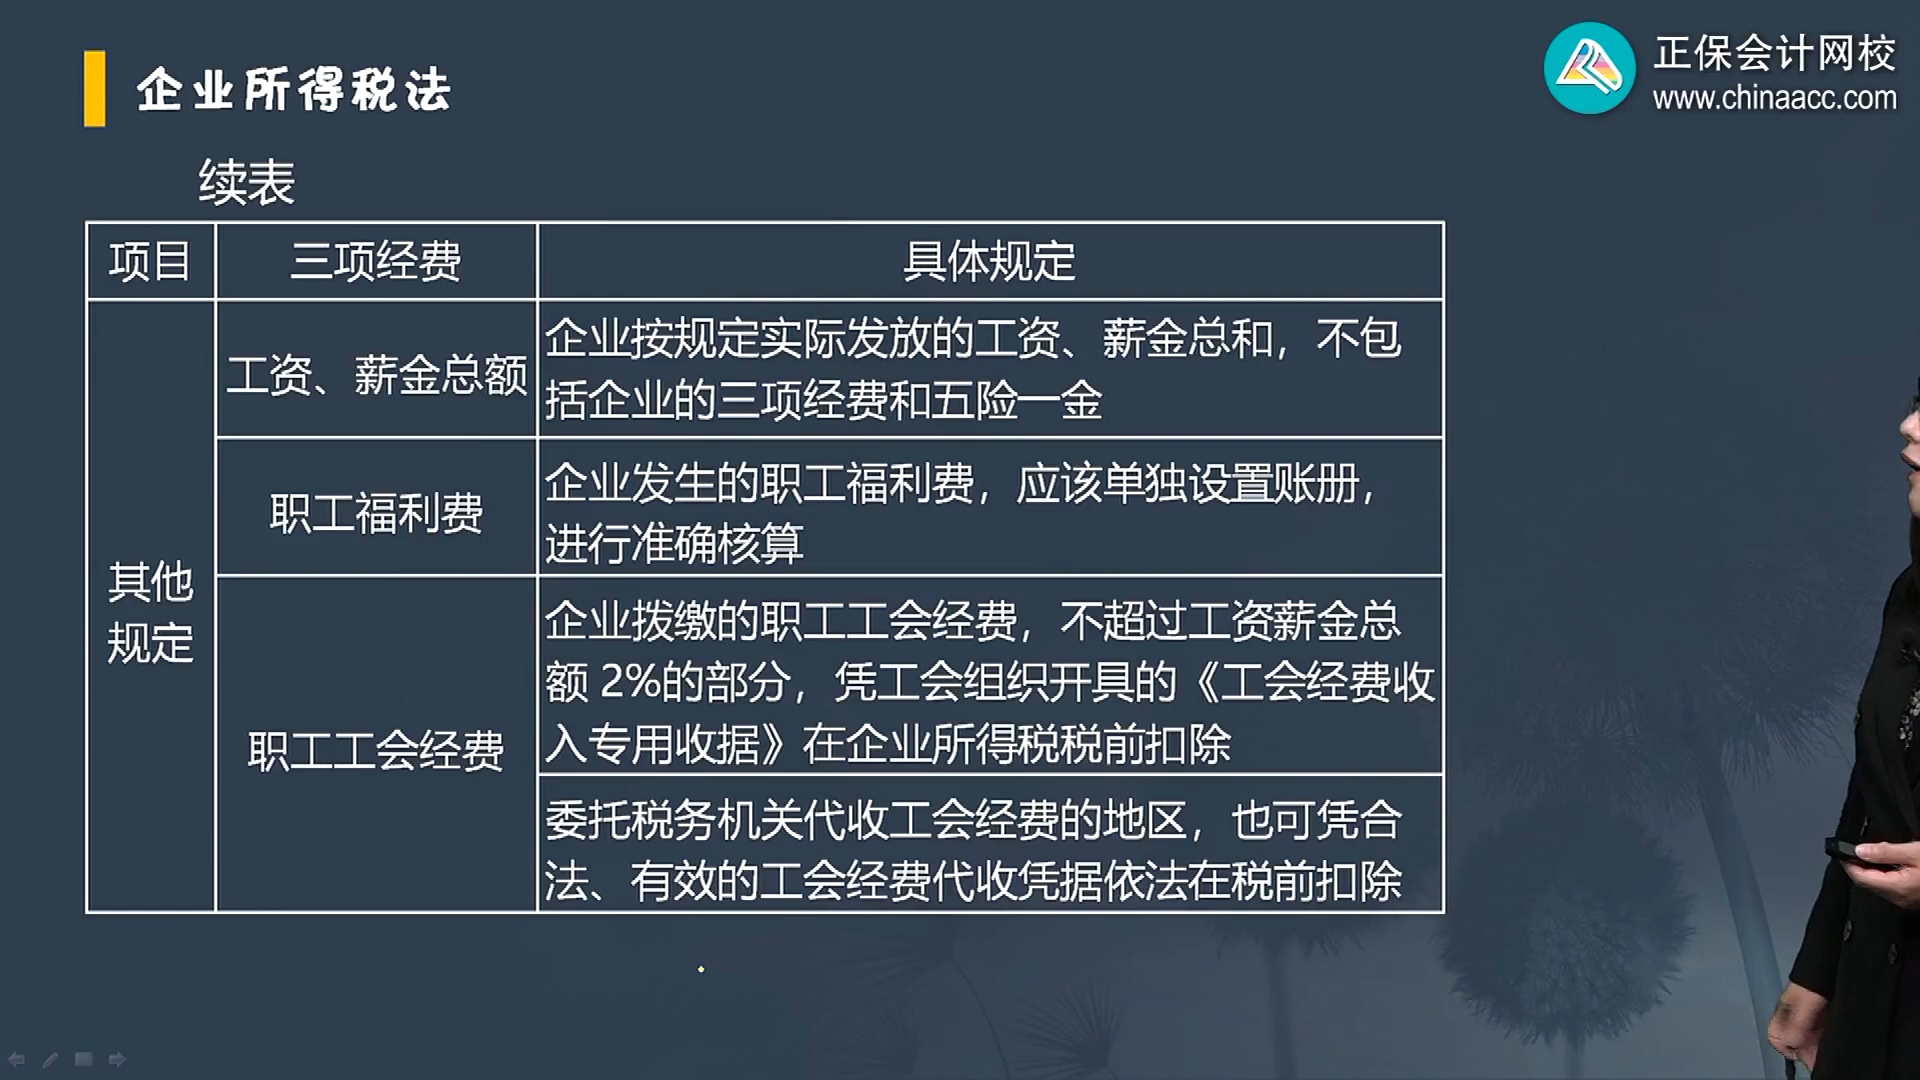 企业所得税法
正保会计网校
www.chinaacc.com
续表
项目
三项经费
具体规定
其他
规定
工资、薪金总额
企业按规定实际发放的工资、薪金总和，不包
括企业的三项经费和五险一金
职工福利费
企业发生的职工福利费，应该单独设置账册，
进行准确核算
职工工会经费
企业拨缴的职工工会经费，不超过工资薪金总
额 2%的部分，凭工会组织开具的《工会经费收
入专用收据》在企业所得税税前扣除
委托税务机关代收工会经费的地区，也可凭合
法、有效的工会经费代收凭据依法在税前扣除